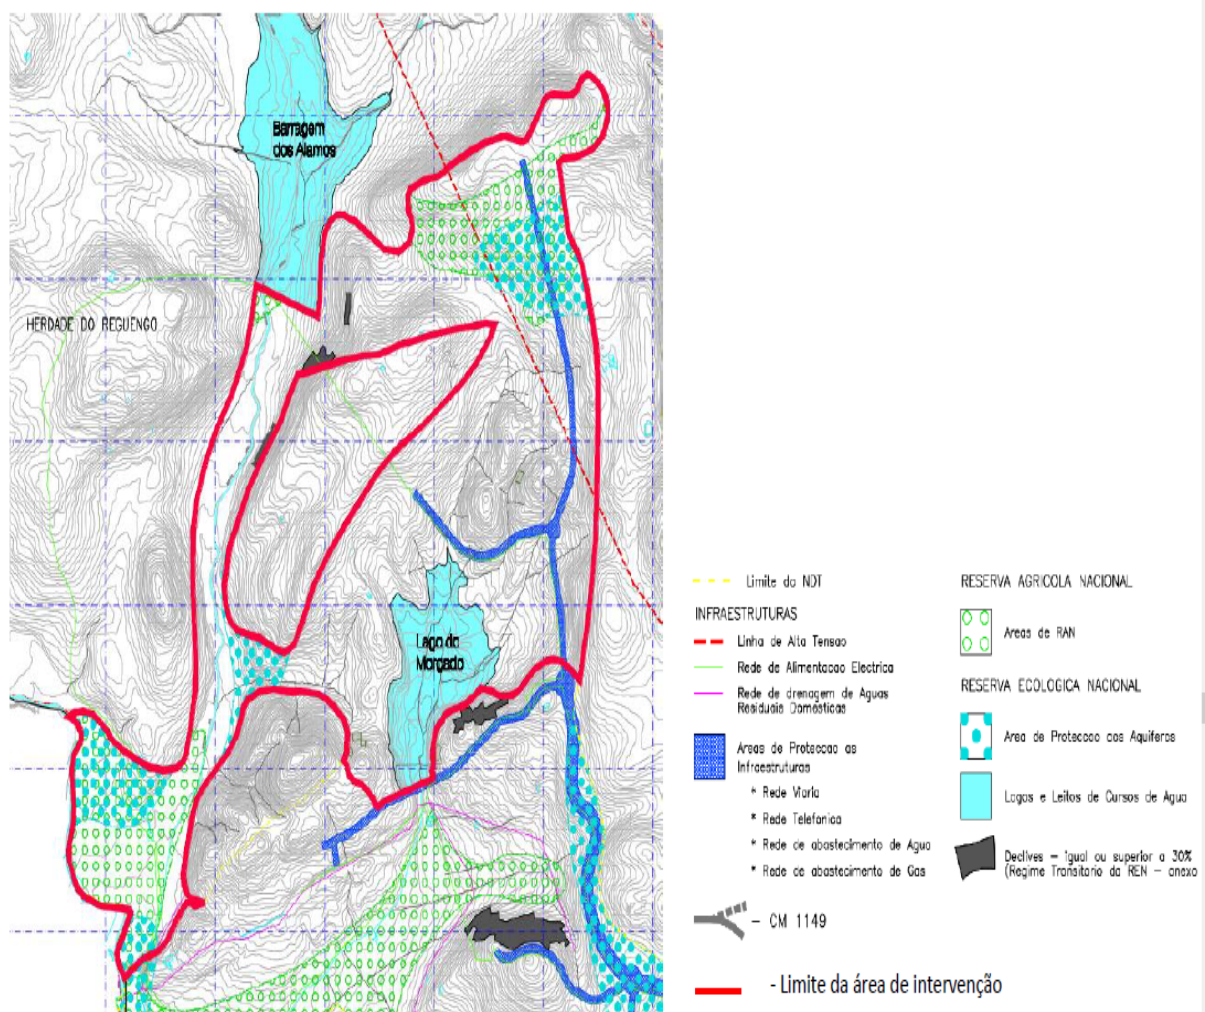 Barragem
dos Alamos
HERDADE DO REGUENGO
Lago do
Morgado
Limite do NDT
INFRAESTRUTURAS
Linha de Alta Tensao
Rede de Alimentacao Electrica
Rede de drenagem de Aguas
Residuais Domesticas
Areas de Proteccao as
Infraestruturas
* Rede Viaria
* Rede Telefonica
* Rede de abastecimento de Agua
* Rede de abastecimento de Gas
- CM 1149
- Limite da área de intervenção
RESERVA AGRICOLA NACIONAL
Areas de RAN
RESERVA ECOLOGICA NACIONAL
Area de Proteccao aos Aquiferos
Lagos e Leitos de Cursos de Agua
Declives - igual ou superior a 30%
(Regime Transitorio da REN - anexo